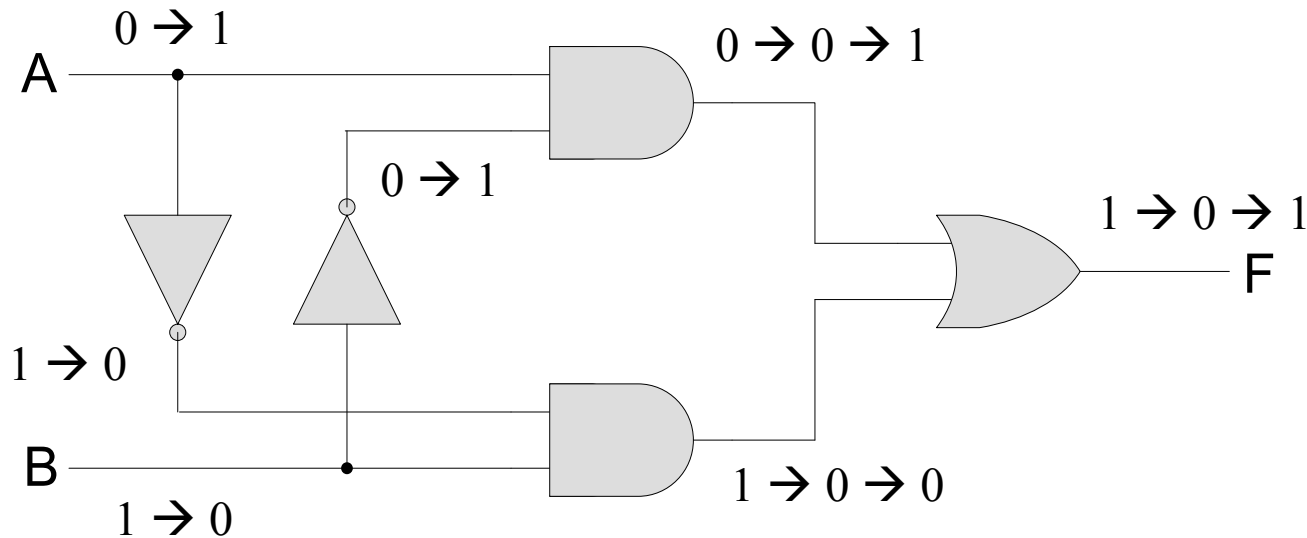 0 → 1
A
0 → 0 → 1
0 → 1
1 → 0 → 1
F
1 → 0
B
1 → 0 → 0
1 → 0